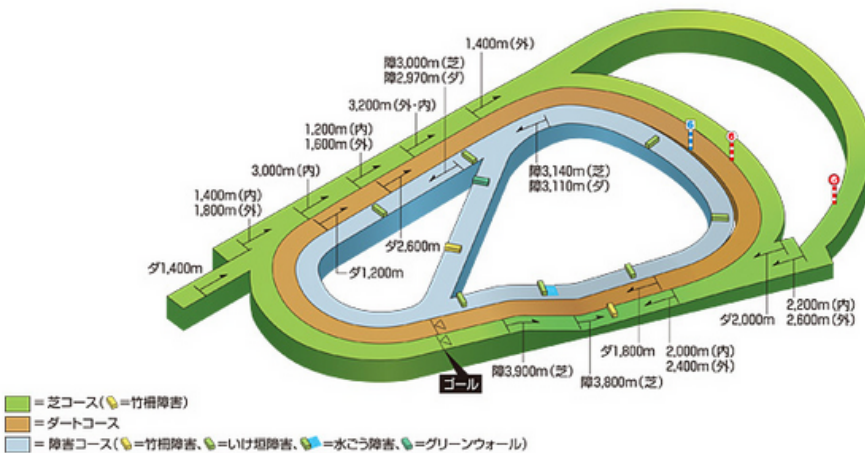 1,400m(外)
障3,000m(芝)
障2,970m(ダ)
3,200m(外・内)
1,200m(内)
1,600m(外)
3,000m(内)
1,400m(内)
1,800m(外)
ダ1,400m
6
6
6
障3,140m(芝)
障3,110m(ダ)
ダ2,600m
ダ1,200m
ダ2,000m
2,200m(内)
2,600m(外)
ダ1,800m
2,000m(内)
2,400m(外)
障3,900m(芝)
障3,800m(芝)
ゴール
=芝コース(=竹柵障害)
=ダートコース
=障害コース(=竹柵障害、=いけ垣障害、=水ごう障害、=グリーンウォール)